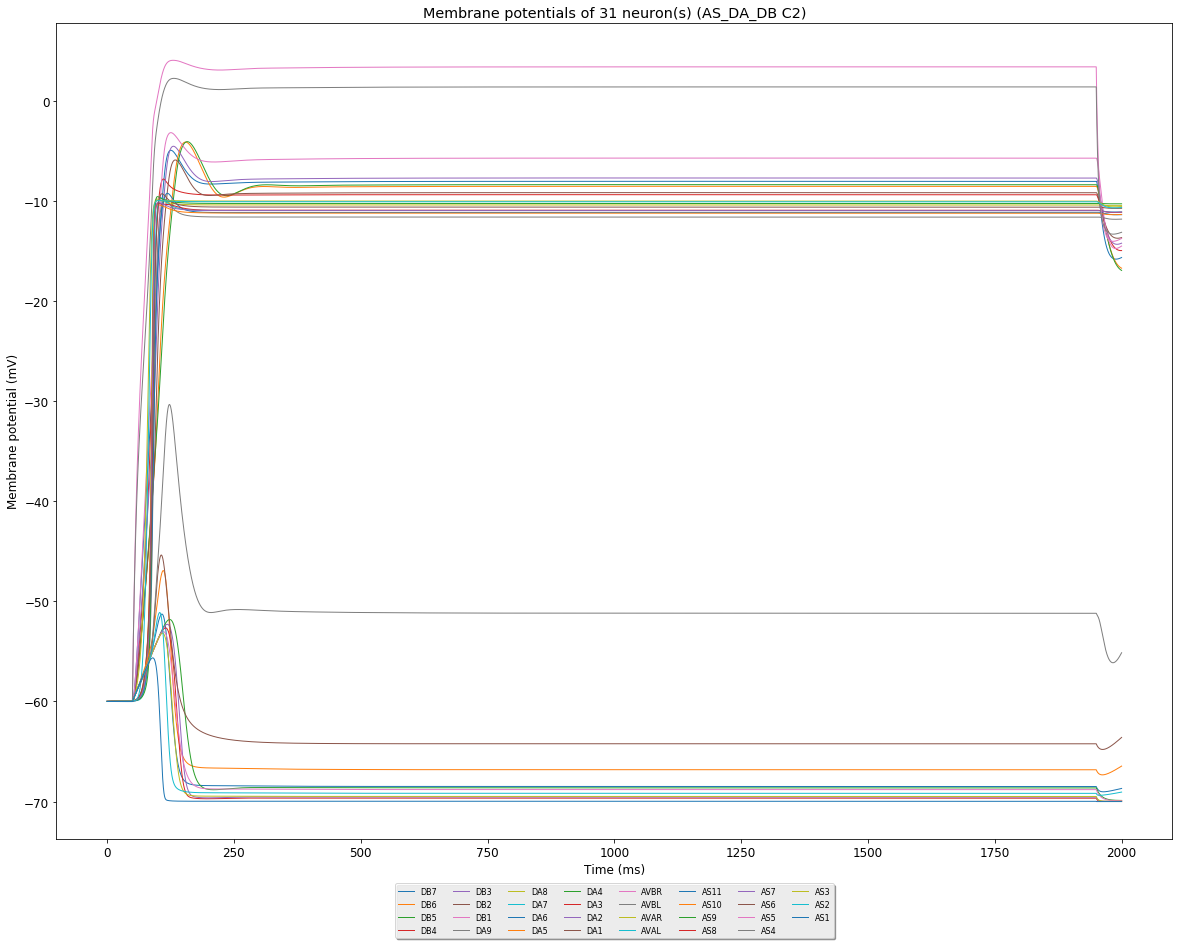 Membrane potentials of 31 neuron(s) (AS_DA_DB C2)
0
−10
−20
−30
−40
−50
−60
−70
Membrane potential (mV)
0 250 500 750 1000 1250 1500 1750 2000
Time (ms)
DB7 DB3 DA8 DA4 AVBR AS11 AS7 AS3
DB6 DB2 DA7 DA3 AVBL AS10 AS6 AS2
DB5 DB1 DA6 DA2 AVAR AS9 AS5 AS1
DB4 DA9 DA5 DA1 AVAL AS8 AS4